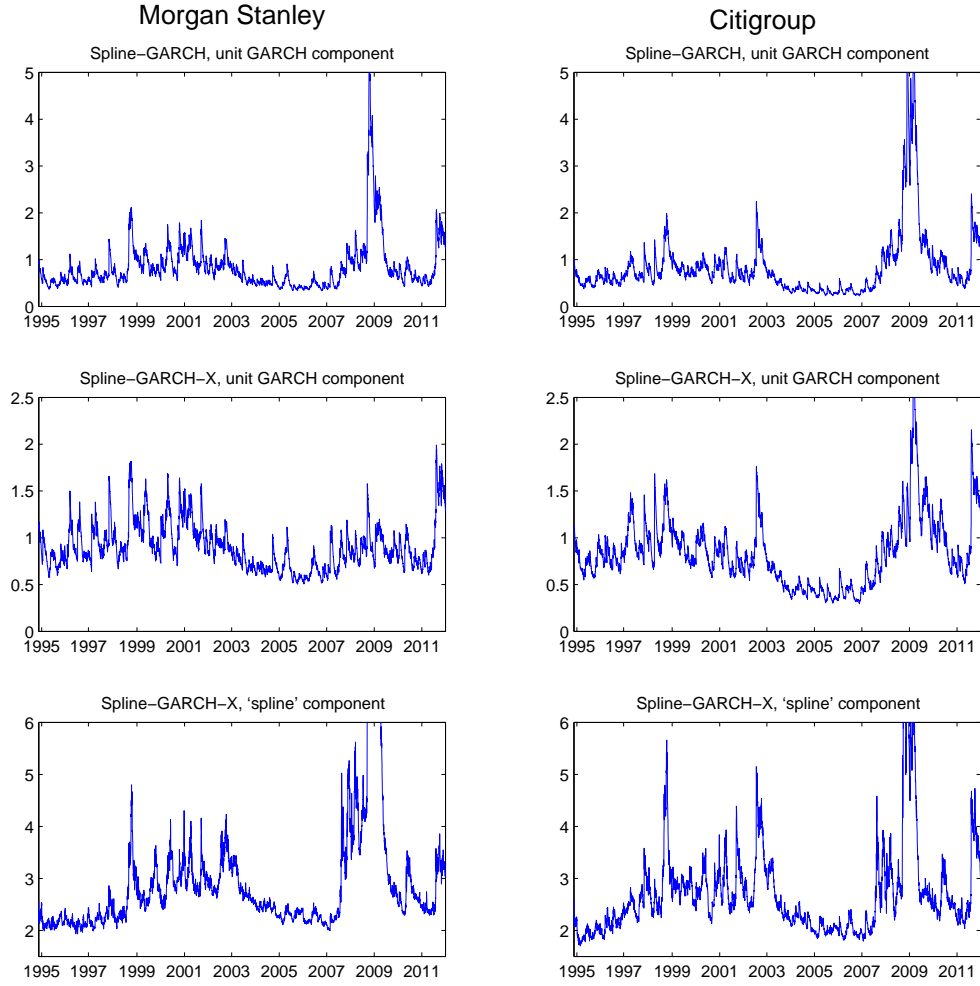 Morgan Stanley
Citigroup
Spline−GARCH, unit GARCH component
5
4
3
2
1
0
1995 1997 1999 2001 2003 2005 2007 2009 2011
Spline−GARCH, unit GARCH component
5
4
3
2
1
0
1995 1997 1999 2001 2003 2005 2007 2009 2011
Spline−GARCH−X, unit GARCH component
2.5
2
1.5
1
0.5
0
1995 1997 1999 2001 2003 2005 2007 2009 2011
Spline−GARCH−X, unit GARCH component
2.5
2
1.5
1
0.5
0
1995 1997 1999 2001 2003 2005 2007 2009 2011
Spline−GARCH−X, ‘spline’ component
6
5
4
3
2
1995 1997 1999 2001 2003 2005 2007 2009 2011
Spline−GARCH−X, ‘spline’ component
6
5
4
3
2
1995 1997 1999 2001 2003 2005 2007 2009 2011